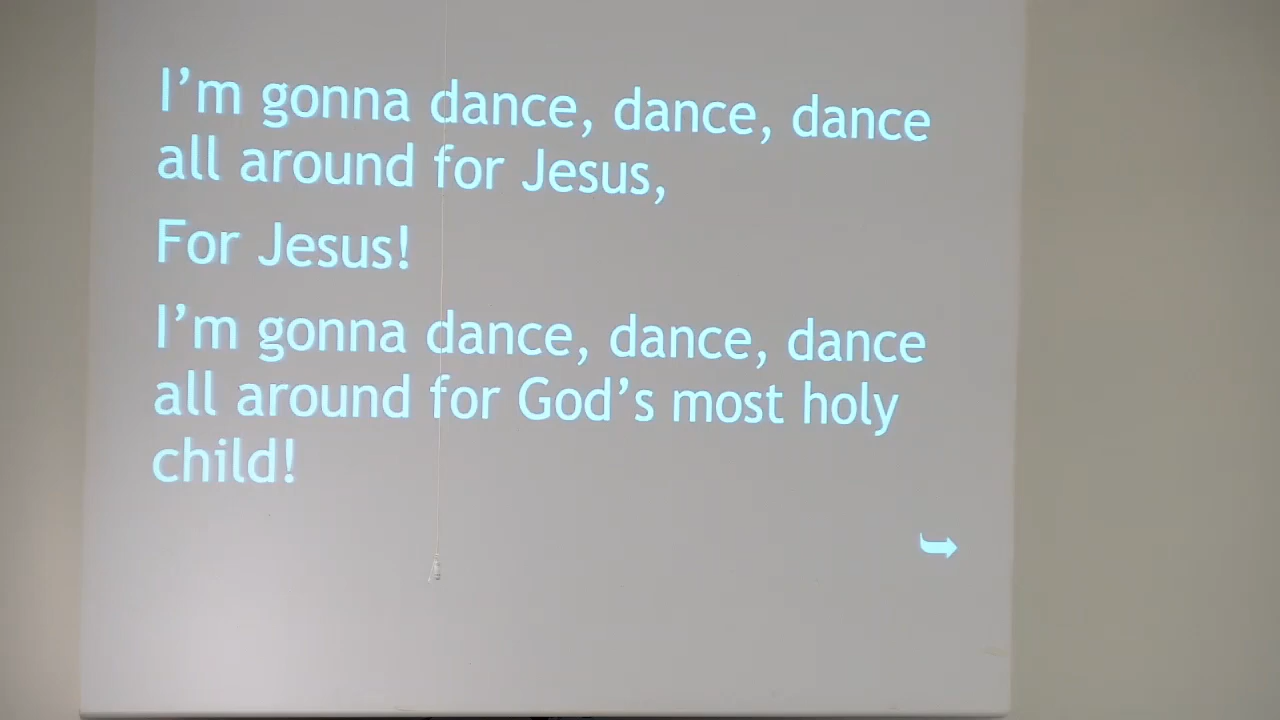 I’m gonna dance, dance, dance
all around for Jesus,
For Jesus!
I’m gonna dance, dance, dance
all around for God’s most holy
child!